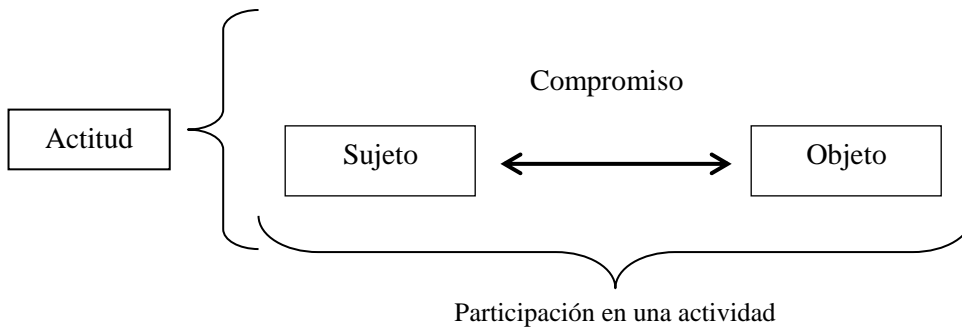 Compromiso
Actitud
Sujeto
Objeto
Participación en una actividad